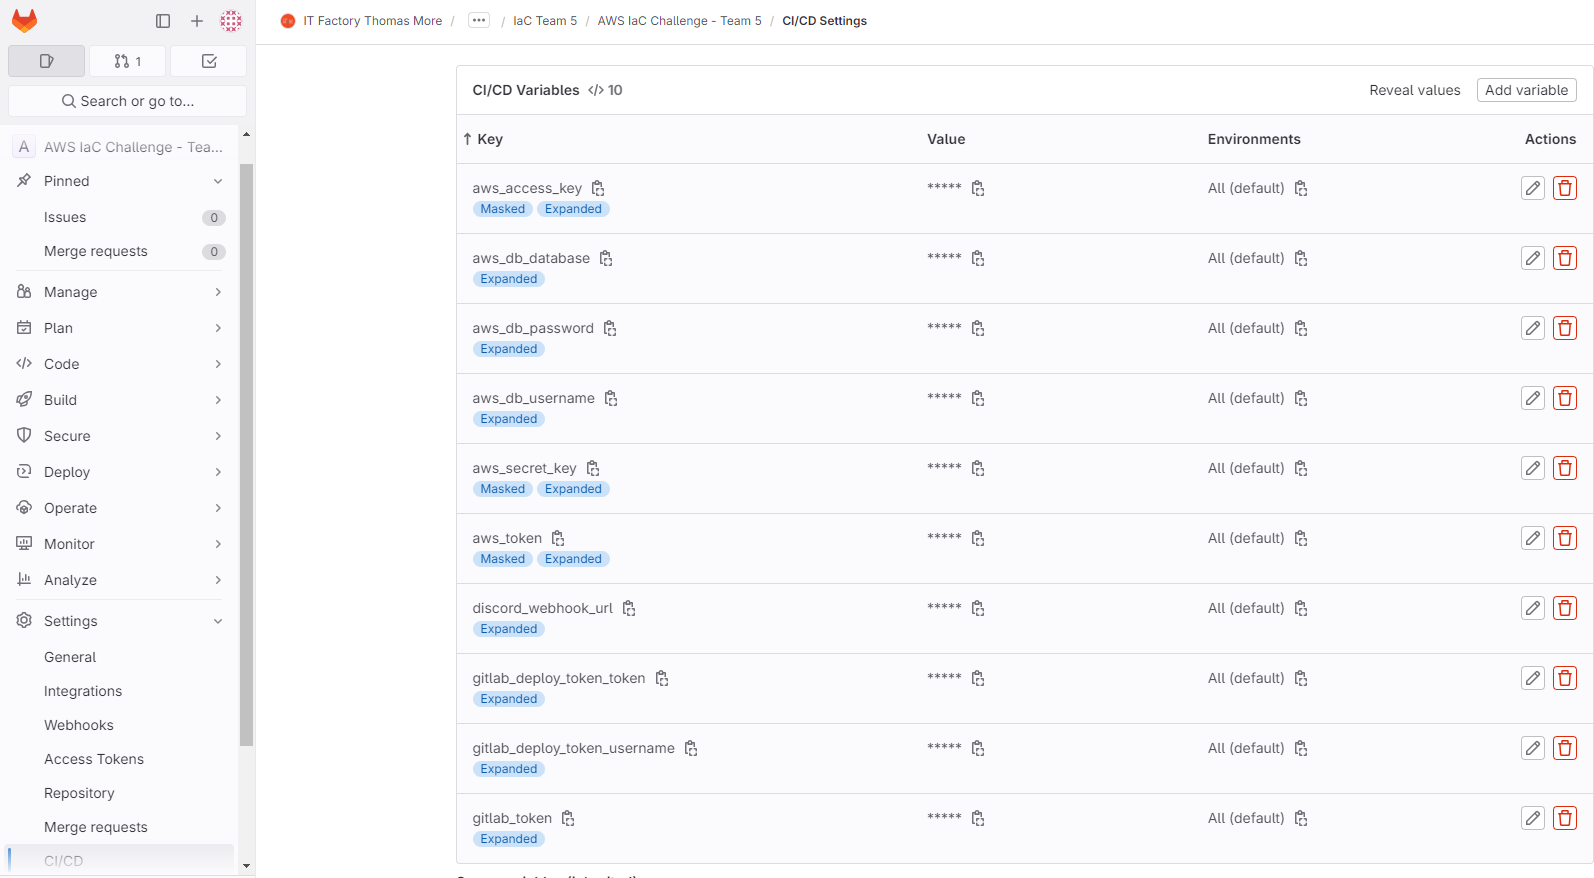 IT Factory Thomas More / ••• / IaC Team 5 / AWS IaC Challenge - Team 5 / CI/CD Settings
1
Search or go to...
A AWS IaC Challenge - Tea...
Pinned
Issues 0
Merge requests 0
Manage
Plan
Code
Build
Secure
Deploy
Operate
Monitor
Analyze
Settings
General
Integrations
Webhooks
Access Tokens
Repository
Merge requests
CI/CD
CI/CD Variables </> 10 Reveal values Add variable
↑ Key Value Environments Actions
aws_access_key ***** All (default)
Masked Expanded
aws_db_database ***** All (default)
Expanded
aws_db_password ***** All (default)
Expanded
aws_db_username ***** All (default)
Expanded
aws_secret_key ***** All (default)
Masked Expanded
aws_token ***** All (default)
Masked Expanded
discord_webhook_url ***** All (default)
Expanded
gitlab_deploy_token_token ***** All (default)
Expanded
gitlab_deploy_token_username ***** All (default)
Expanded
gitlab_token ***** All (default)
Expanded